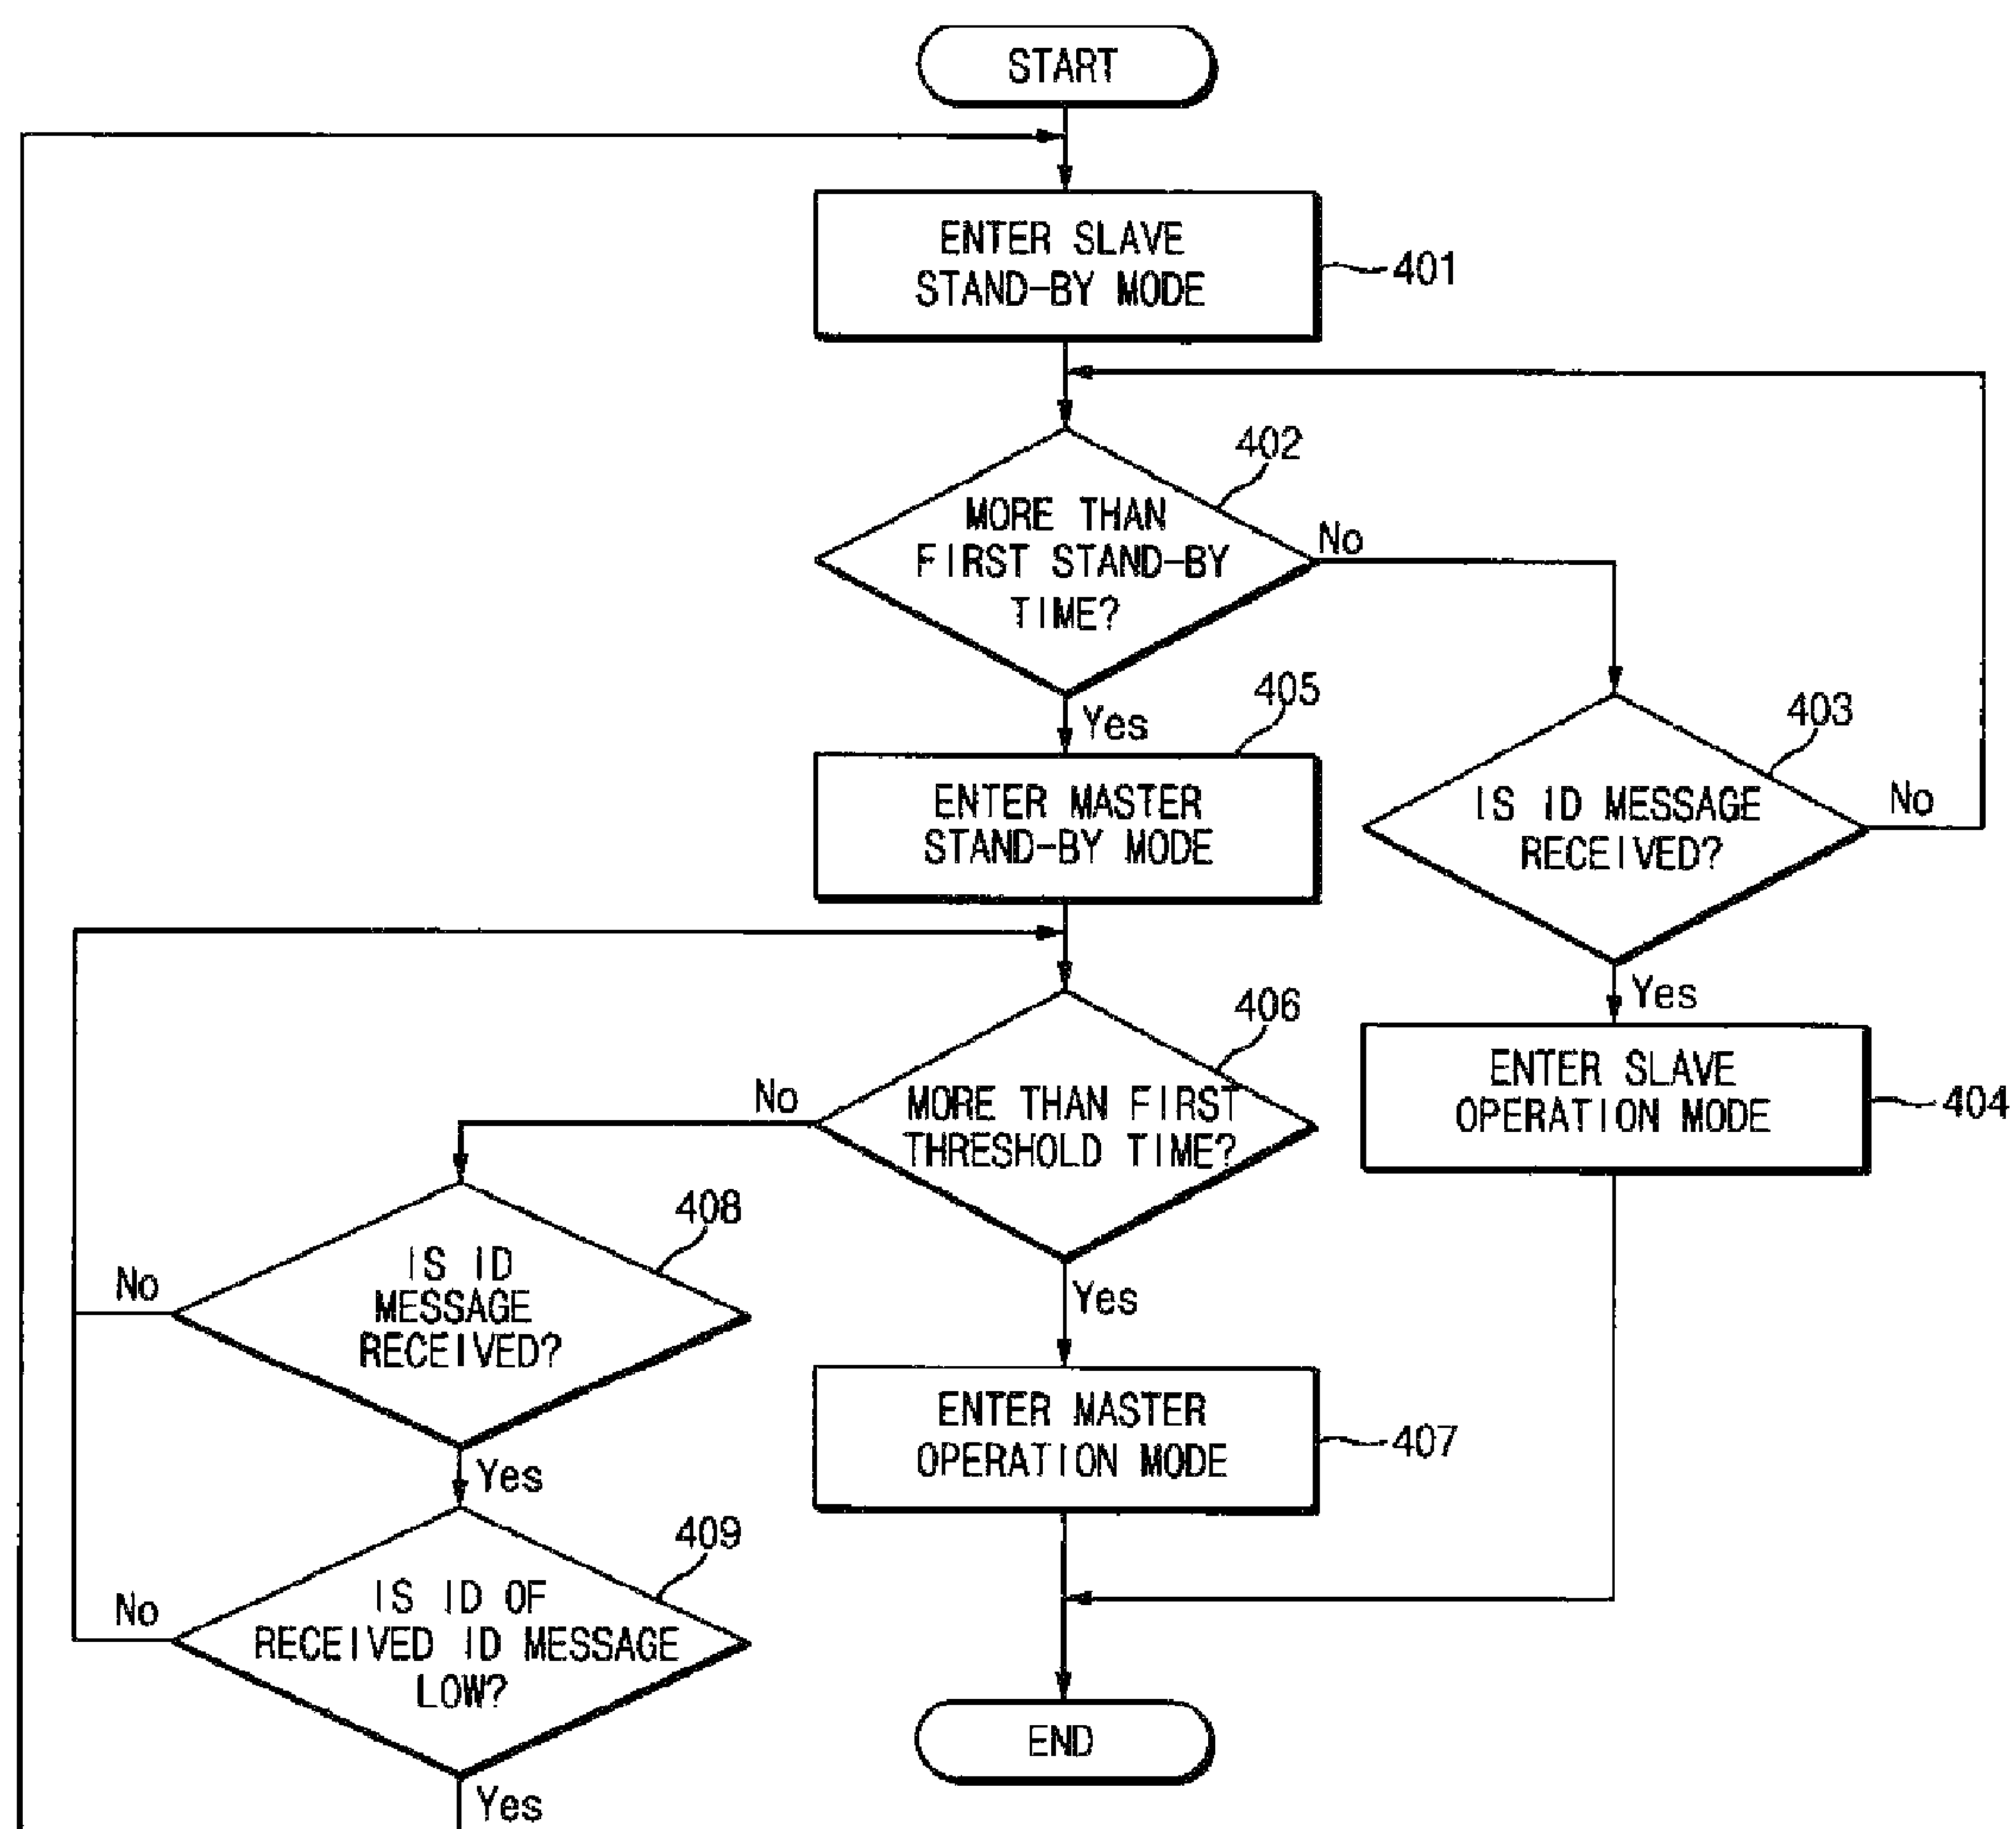 START
ENTER SLAVE
STAND-BY MODE
401
402
MORE THAN
FIRST STAND-BY
TIME?
No
Yes
405
403
ENTER MASTER
STAND-BY MODE
IS ID MESSAGE
RECEIVED?
No
Yes
406
MORE THAN FIRST
THRESHOLD TIME?
No
ENTER SLAVE
OPERATION MODE
404
408
IS ID
MESSAGE
RECEIVED?
No
Yes
Yes
ENTER MASTER
OPERATION MODE
407
409
IS ID OF
RECEIVED ID MESSAGE
LOW?
No
END
Yes